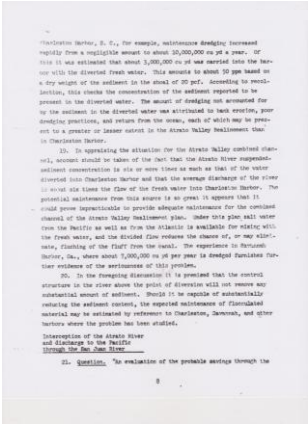 Charleston Harbor, S. C., for example, maintenance dredging increased
rapidly from a negligible amount to about 10,000,000 cu yd a year. Of
this it was estimated that about 3,000,000 cu yd was carried into the har-
bor with the diverted fresh water. This amounts to about 50 ppm based on
a dry weight of the sediment in the shoal of 20 pcf. According to recol-
lection, this checks the concentration of the sediment reported to be
present in the diverted water. The amount of dredging not accounted for
by the sediment in the diverted water was attributed to bank erosion, poor
dredging practices, and return from the ocean, each of which may be pres-
ent to a greater or lesser extent in the Atrato Valley Realinement than
in Charleston Harbor.
19. In appraising the situation for the Atrato Valley combined chan-
nel, account should be taken of the fact that the Atrato River suspended-
sediment concentration is six or more times as much as that of the water
diverted into Charleston Harbor and that the average discharge of the river
is about six times the flow of the fresh water into Charleston Harbor. The
potential maintenance from this source is so great it appears that it
could prove impracticable to provide adequate maintenance for the combined
channel of the Atrato Valley Realinement plan. Under this plan salt water
from the Pacific as well as from the Atlantic is available for mixing with
the fresh water, and the divided flow reduces the chance of, or may elimi-
nate, flushing of the fluff from the canal. The experience in Savannah
Harbor, Ga., where about 7,000,000 cu yd per year is dredged furnishes fur-
ther evidence of the seriousness of this problem.
20. In the foregoing discussion it is premised that the control
structure in the river above the point of diversion will not remove any
substantial amount of sediment. Should it be capable of substantially
reducing the sediment content, the expected maintenance of flocculated
material may be estimated by reference to Charleston, Savannah, and other
harbors where the problem has been studied.
Interception of the Atrato River
and discharge to the Pacific
through the San Juan River
21. Question. "An evaluation of the probable savings through the
8